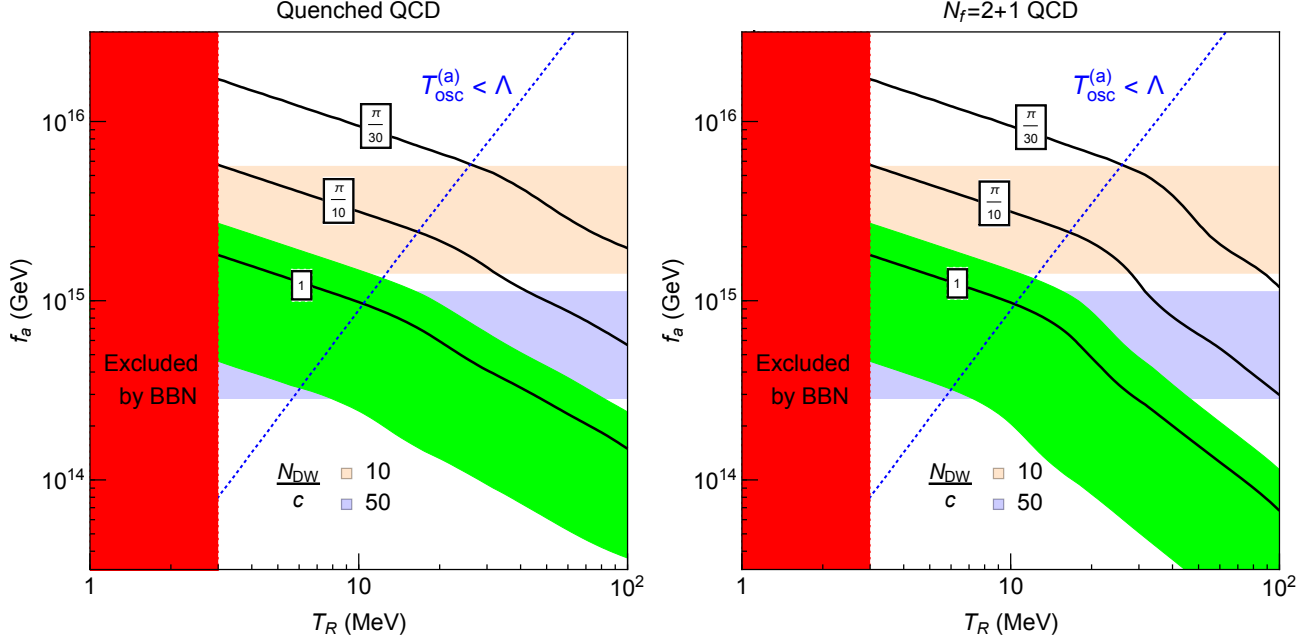 Quenched QCD
10^16
10^15
10^14
f_a (GeV)
T_osc^(a) < Λ
π/30
π/10
1
Excluded
by BBN
N_DW/c
10
50
1
10
10^2
T_R (MeV)
N_f=2+1 QCD
10^16
10^15
10^14
f_a (GeV)
T_osc^(a) < Λ
π/30
π/10
1
Excluded
by BBN
N_DW/c
10
50
1
10
10^2
T_R (MeV)